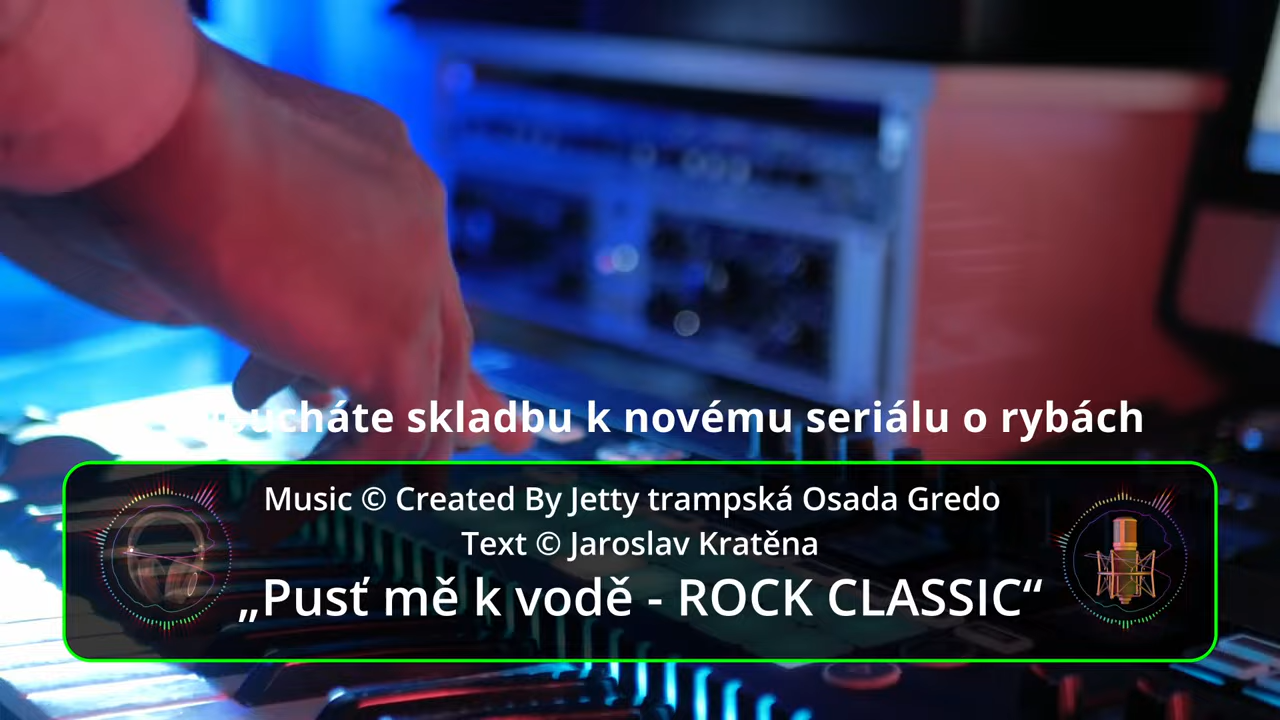 skladbu k novému seriálu o rybách
Music © Created By Jetty trampská Osada Gredo
Text © Jaroslav Kratěna
„Pusť mě k vodě - ROCK CLASSIC“